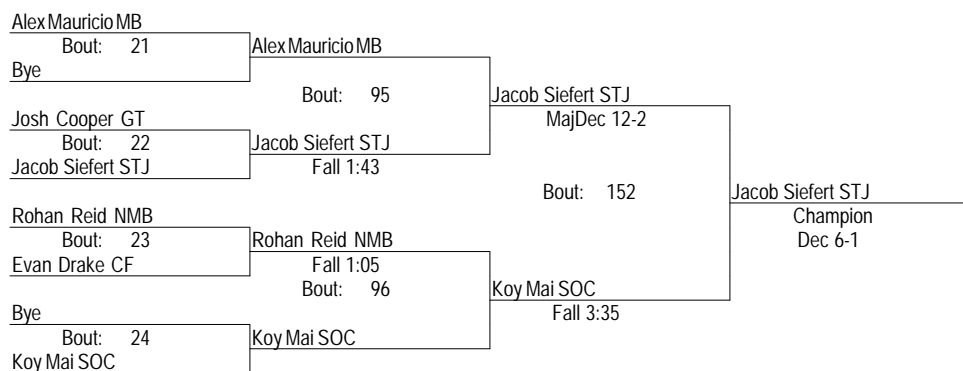 Alex Mauricio MB
Bout: 21
Bye
Alex Mauricio MB
Bout: 95
Josh Cooper GT
Bout: 22
Jacob Siefert STJ
Jacob Siefert STJ
Fall 1:43
Jacob Siefert STJ
MajDec 12-2
Bout: 152
Rohan Reid NMB
Bout: 23
Evan Drake CF
Rohan Reid NMB
Fall 1:05
Bout: 96
Bye
Bout: 24
Koy Mai SOC
Koy Mai SOC
Koy Mai SOC
Fall 3:35
Jacob Siefert STJ
Champion
Dec 6-1